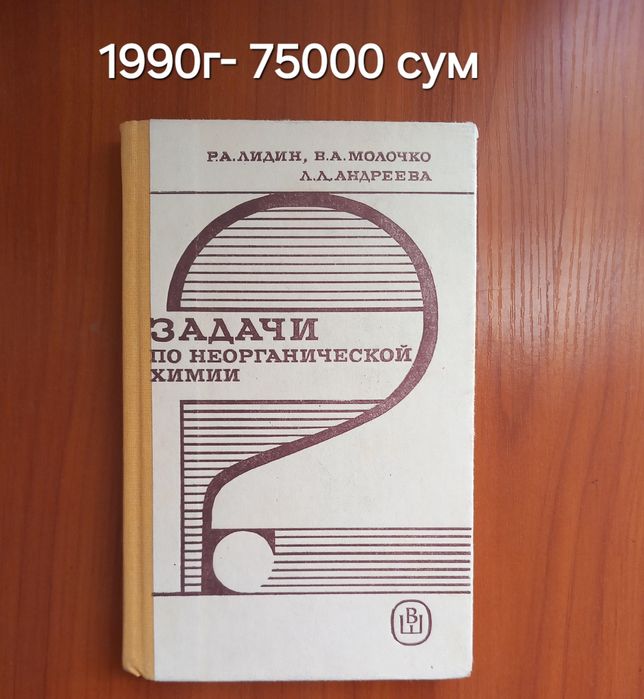 1990г- 75000 сум
Р.А.ЛИДИН, В.А.МОЛОЧКО
Л.Л.АНДРЕЕВА
ЗАДАЧИ
ПО НЕОРГАНИЧЕСКОЙ
ХИМИИ
ВШ